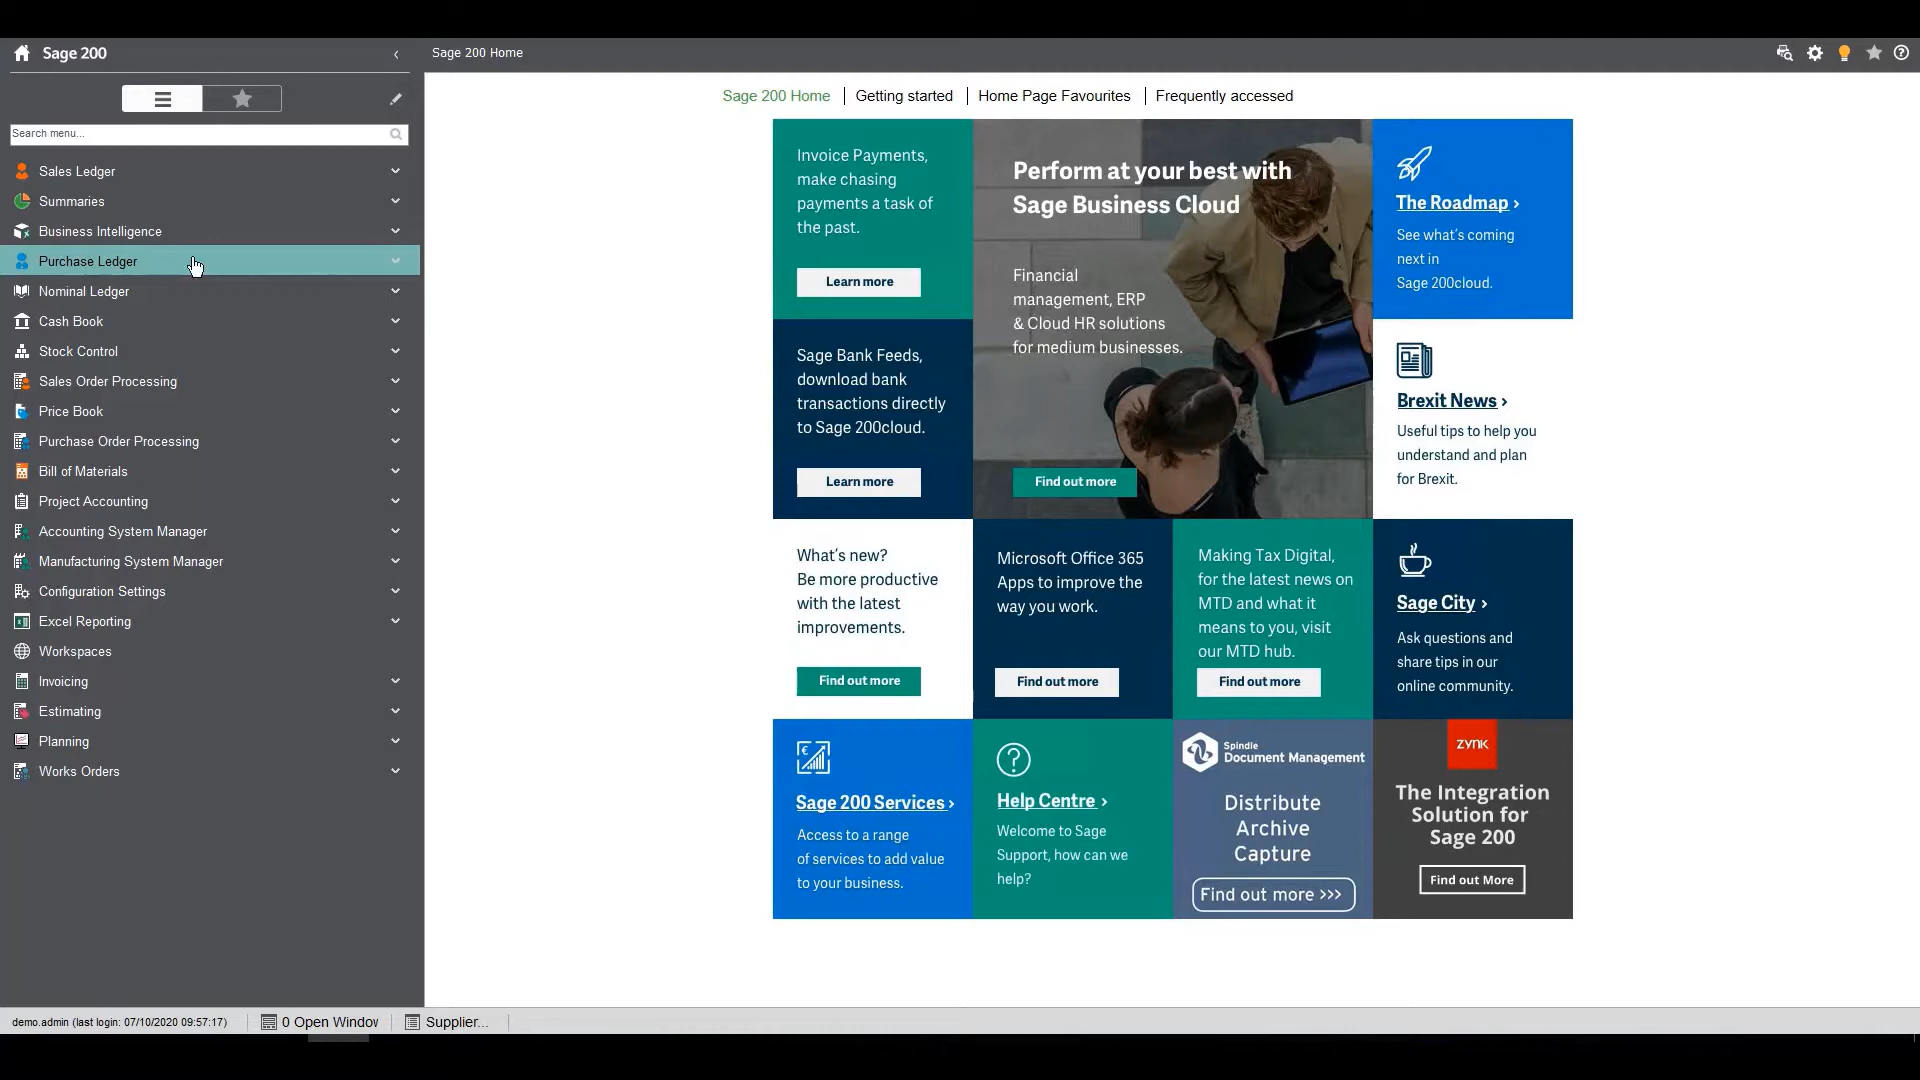 Sage 200
Sage 200 Home
Search menu...
Sales Ledger
Summaries
Business Intelligence
Purchase Ledger
Nominal Ledger
Cash Book
Stock Control
Sales Order Processing
Price Book
Purchase Order Processing
Bill of Materials
Project Accounting
Accounting System Manager
Manufacturing System Manager
Configuration Settings
Excel Reporting
Workspaces
Invoicing
Estimating
Planning
Works Orders
Sage 200 Home
Getting started
Home Page Favourites
Frequently accessed
Invoice Payments,
make chasing
payments a task of
the past.
Learn more
Perform at your best with
Sage Business Cloud
Financial
management, ERP
& Cloud HR solutions
for medium businesses.
Find out more
The Roadmap ›
See what's coming
next in
Sage 200cloud.
Sage Bank Feeds,
download bank
transactions directly
to Sage 200cloud.
Learn more
Brexit News ›
Useful tips to help you
understand and plan
for Brexit.
What's new?
Be more productive
with the latest
improvements.
Find out more
Microsoft Office 365
Apps to improve the
way you work.
Find out more
Making Tax Digital,
for the latest news on
MTD and what it
means to you, visit
our MTD hub.
Find out more
Sage City ›
Ask questions and
share tips in our
online community.
Sage 200 Services ›
Access to a range
of services to add value
to your business.
Help Centre ›
Welcome to Sage
Support, how can we
help?
Spindle
Document Management
Distribute
Archive
Capture
Find out more >>>
ZYNK
The Integration
Solution for
Sage 200
Find out More
demo.admin (last login: 07/10/2020 09:57:17)
0 Open Window
Supplier...